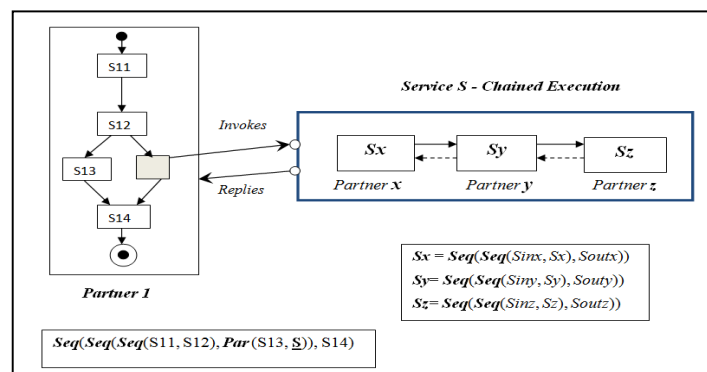 S11
S12
S13
S14
Partner 1
Invokes
Replies
Service S - Chained Execution
Sx
Sy
Sz
Partner x
Partner y
Partner z
Sx = Seq(Seq(Sinx, Sx), Soutx))
Sy= Seq(Seq(Siny, Sy), Souty))
Sz= Seq(Seq(Sinz, Sz), Soutz))
Seq(Seq(Seq(S11, S12), Par(S13, S)), S14)